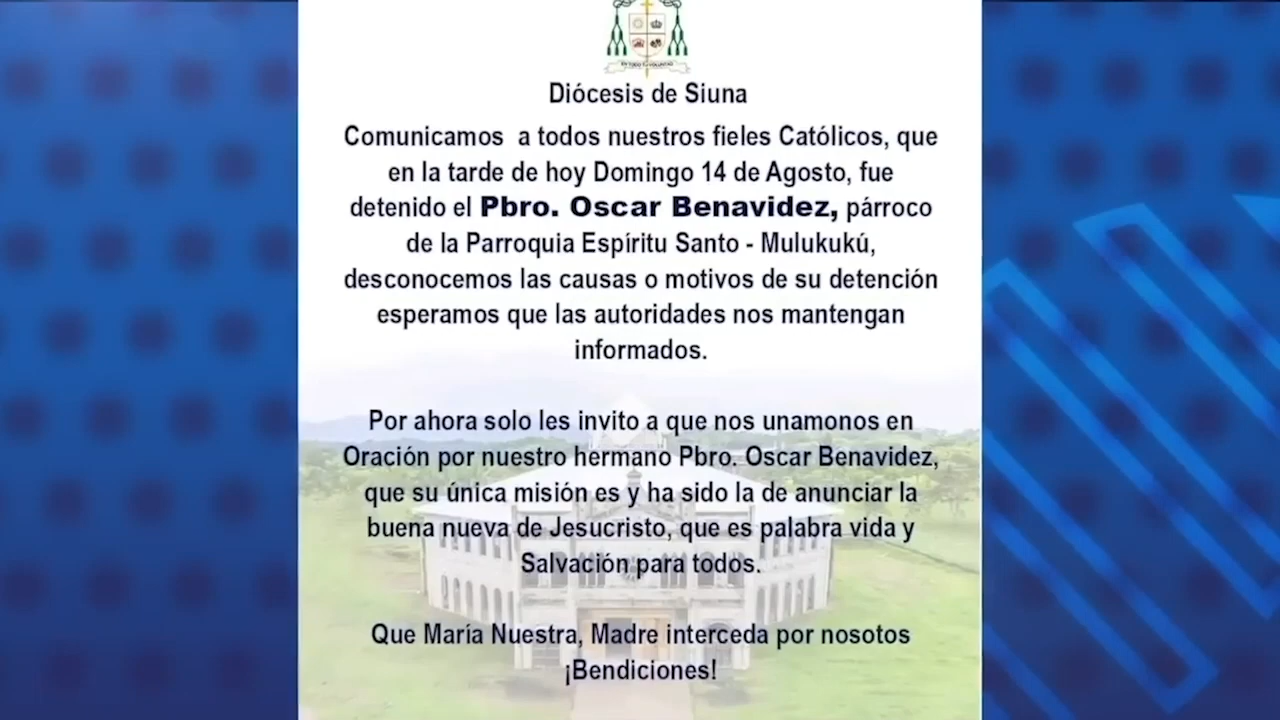 Diócesis de Siuna
Comunicamos a todos nuestros fieles Católicos, que
en la tarde de hoy Domingo 14 de Agosto, fue
detenido el Pbro. Oscar Benavidez, párroco
de la Parroquia Espíritu Santo - Mulukukú,
desconocemos las causas o motivos de su detención
esperamos que las autoridades nos mantengan
informados.
Por ahora solo les invito a que nos unamonos en
Oración por nuestro hermano Pbro. Oscar Benavidez,
que su única misión es y ha sido la de anunciar la
buena nueva de Jesucristo, que es palabra vida y
Salvación para todos.
Que María Nuestra, Madre interceda por nosotos
¡Bendiciones!